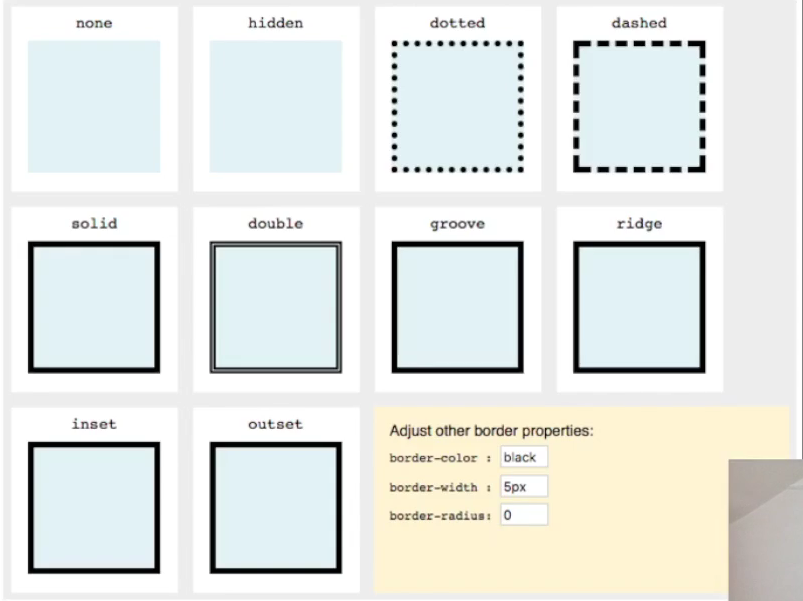 none
hidden
dotted
dashed
solid
double
groove
ridge
inset
outset
Adjust other border properties:
border-color : black
border-width : 5px
border-radius: 0